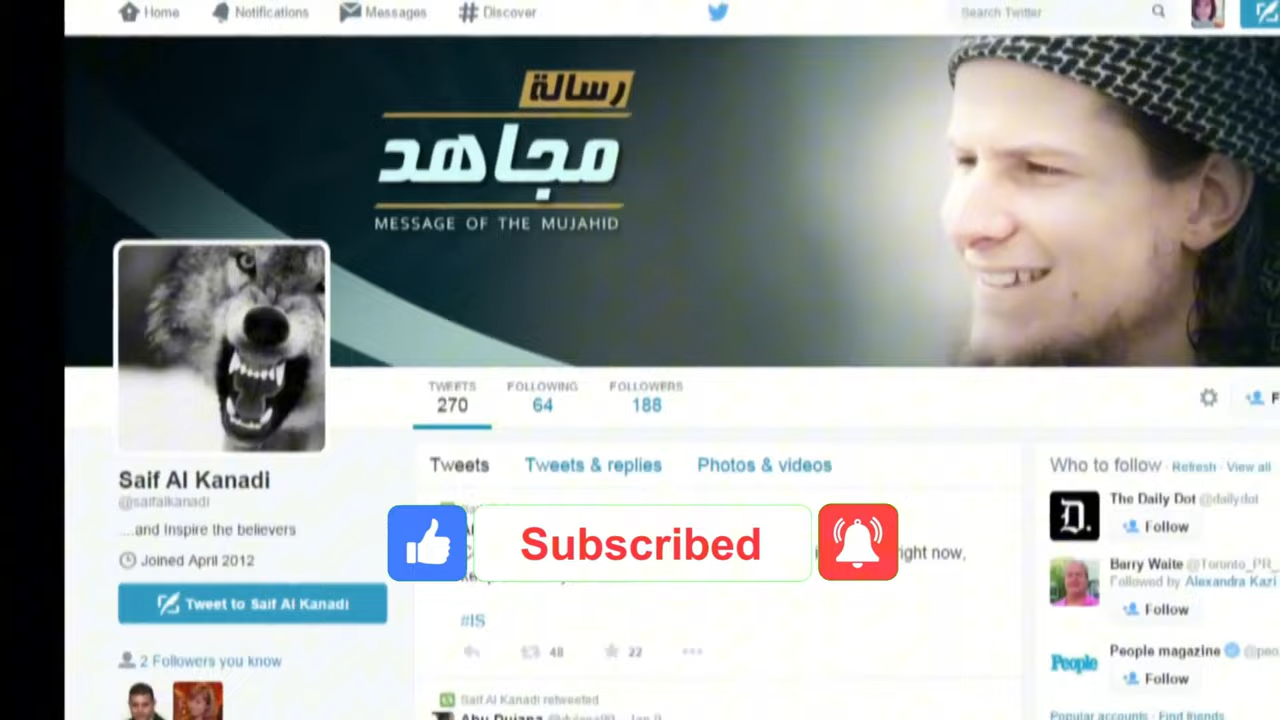 Home Notifications Messages # Discover Search Twitter
رسالة
مجاهد
MESSAGE OF THE MUJAHID
TWEETS FOLLOWING FOLLOWERS
270 64 188
Saif Al Kanadi
@saifalkanadi
....and Inspire the believers
Joined April 2012
Tweet to Saif Al Kanadi
2 Followers you know
Tweets Tweets & replies Photos & videos
Subscribed
right now,
#IS
48 22
Saif Al Kanadi retweeted
Abu Dujana
Who to follow · Refresh · View all
The Daily Dot @dailydot
Follow
Barry Waite @Toronto_PR_
Followed by Alexandra Kazi
Follow
People magazine @peo
People
Follow
Popular accounts · Find friends